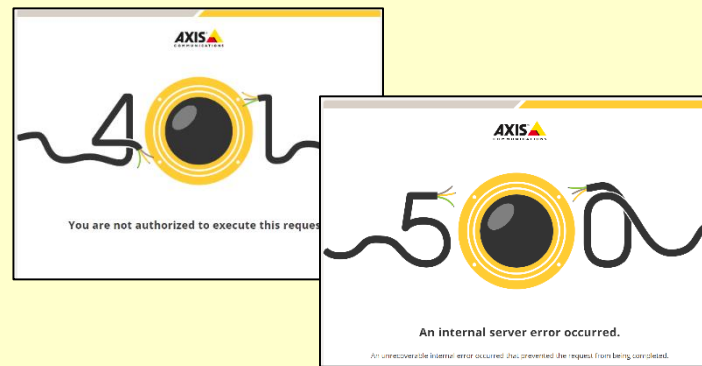 AXIS
COMMUNICATIONS
401
You are not authorized to execute this reques
AXIS
COMMUNICATIONS
500
An internal server error occurred.
An unrecoverable internal error occurred that prevented the request from being completed.